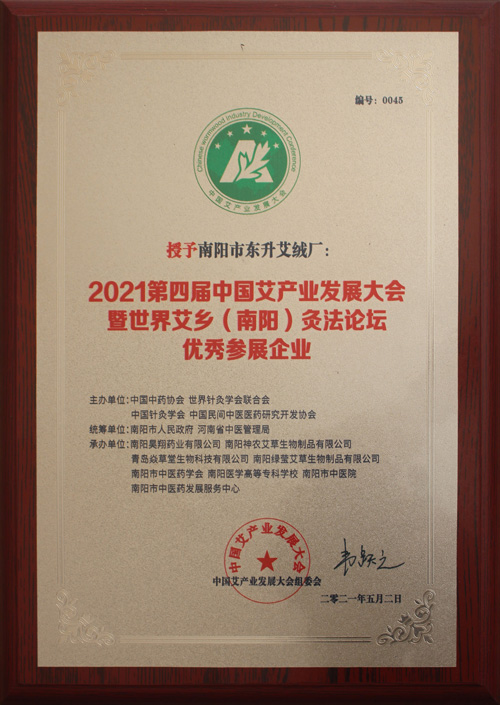 编号：0045
Chinese wormwood Industry Development Conference
中国艾产业发展大会
授予南阳市东升艾绒厂：
2021第四届中国艾产业发展大会
暨世界艾乡（南阳）灸法论坛
优秀参展企业
主办单位:中国中药协会 世界针灸学会联合会
中国针灸学会 中国民间中医医药研究开发协会
统筹单位:南阳市人民政府 河南省中医管理局
承办单位:南阳昊翔药业有限公司 南阳神农艾草生物制品有限公司
青岛焱草堂生物科技有限公司 南阳绿莹艾草生物制品有限公司
南阳市中医药学会 南阳医学高等专科学校 南阳市中医院
南阳市中医药发展服务中心
中国艾产业发展大会
中国艾产业发展大会组委会
二零二一年五月二日